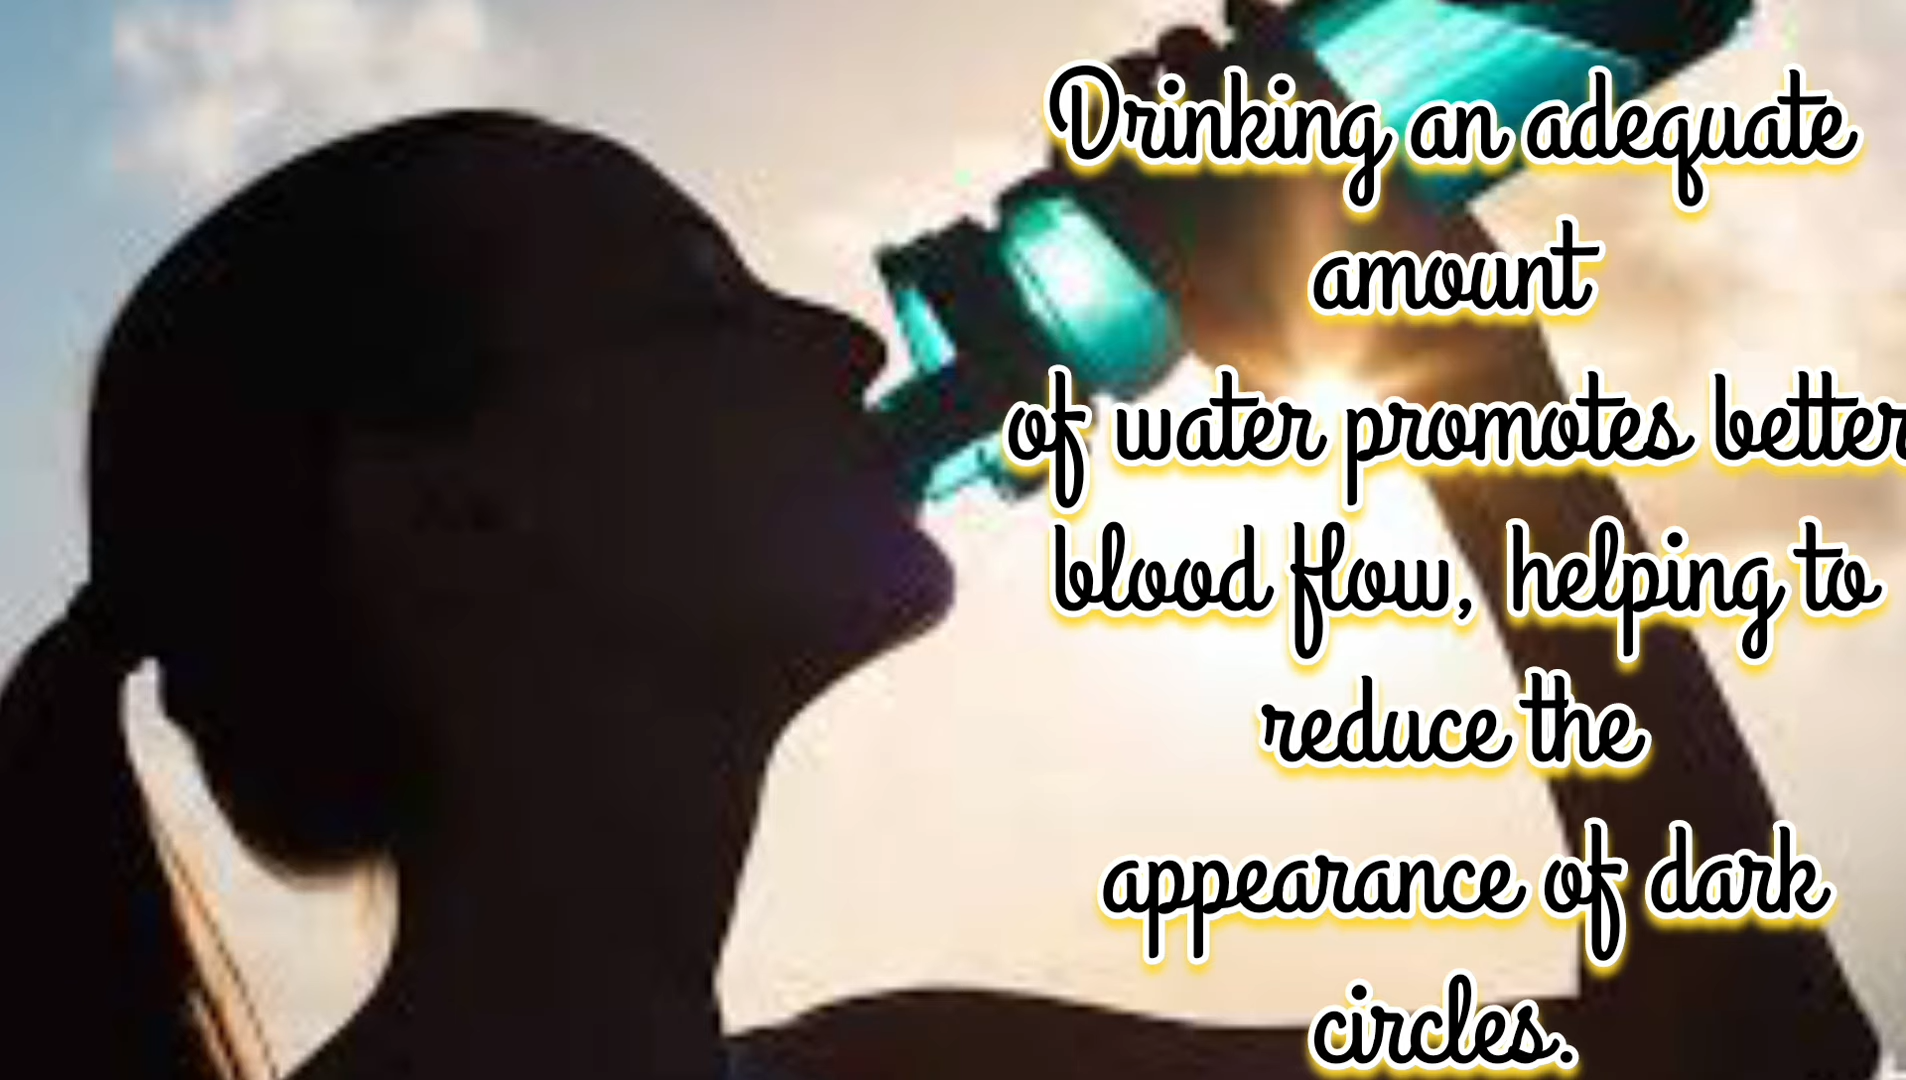 Drinking an adequate
amount
of water promotes better
blood flow, helping to
reduce the
appearance of dark
circles.